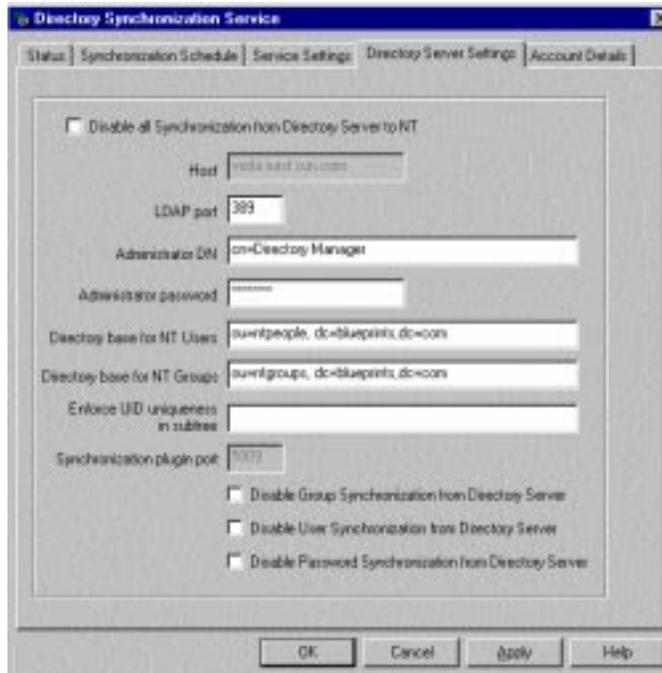 Directory Synchronization Service
Status Synchronization Schedule Service Settings Directory Server Settings Account Details
Disable all Synchronization from Directory Server to NT
Host
LDAP port 389
Administrator DN cn=Directory Manager
Administrator password
Directory base for NT Users ou=ntpeople, dc=blueprints,dc=com
Directory base for NT Groups ou=ntgroups, dc=blueprints,dc=com
Enforce UID uniqueness
in subtree
Synchronization plugin port
Disable Group Synchronization from Directory Server
Disable User Synchronization from Directory Server
Disable Password Synchronization from Directory Server
OK Cancel Apply Help